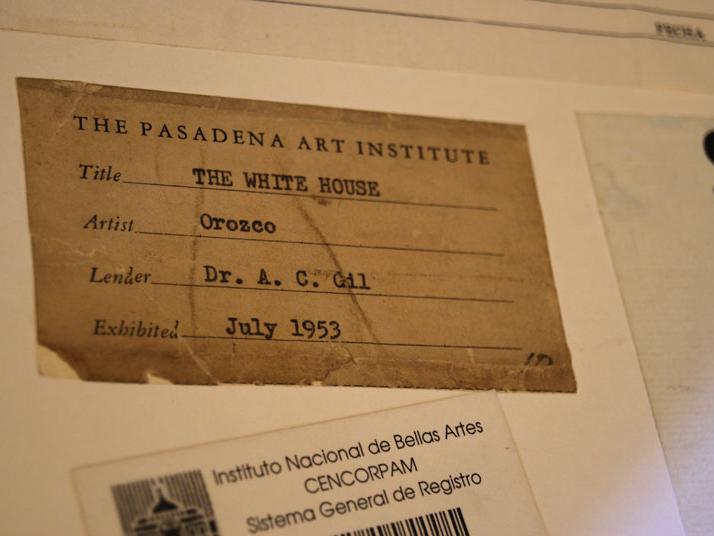 FECHA
THE PASADENA ART INSTITUTE
Title THE WHITE HOUSE
Artist Orozco
Lender Dr. A. C. Gil
Exhibited July 1953
Instituto Nacional de Bellas Artes
CENCORPAM
Sistema General de Registro